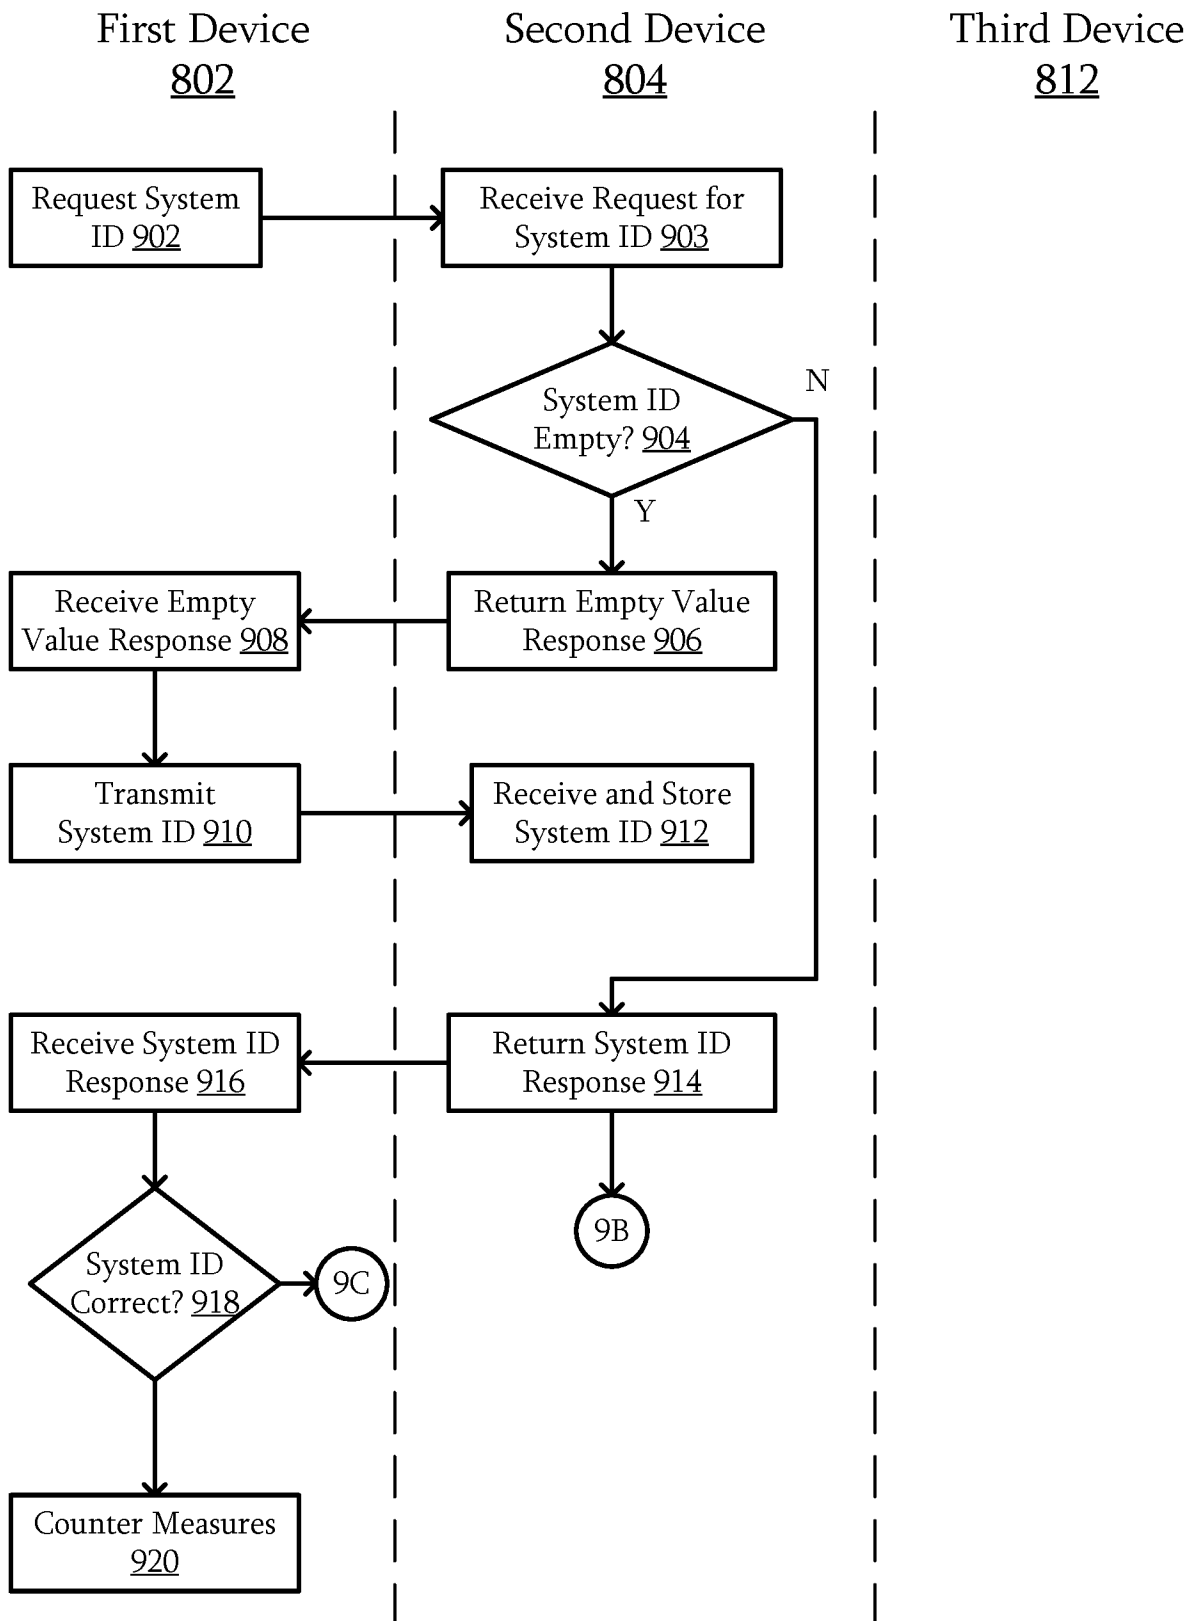 First Device
802
Second Device
804
Third Device
812
Request System
ID 902
Receive Request for
System ID 903
System ID
Empty? 904
N
Y
Receive Empty
Value Response 908
Return Empty Value
Response 906
Transmit
System ID 910
Receive and Store
System ID 912
Receive System ID
Response 916
Return System ID
Response 914
9B
System ID
Correct? 918
9C
Counter Measures
920